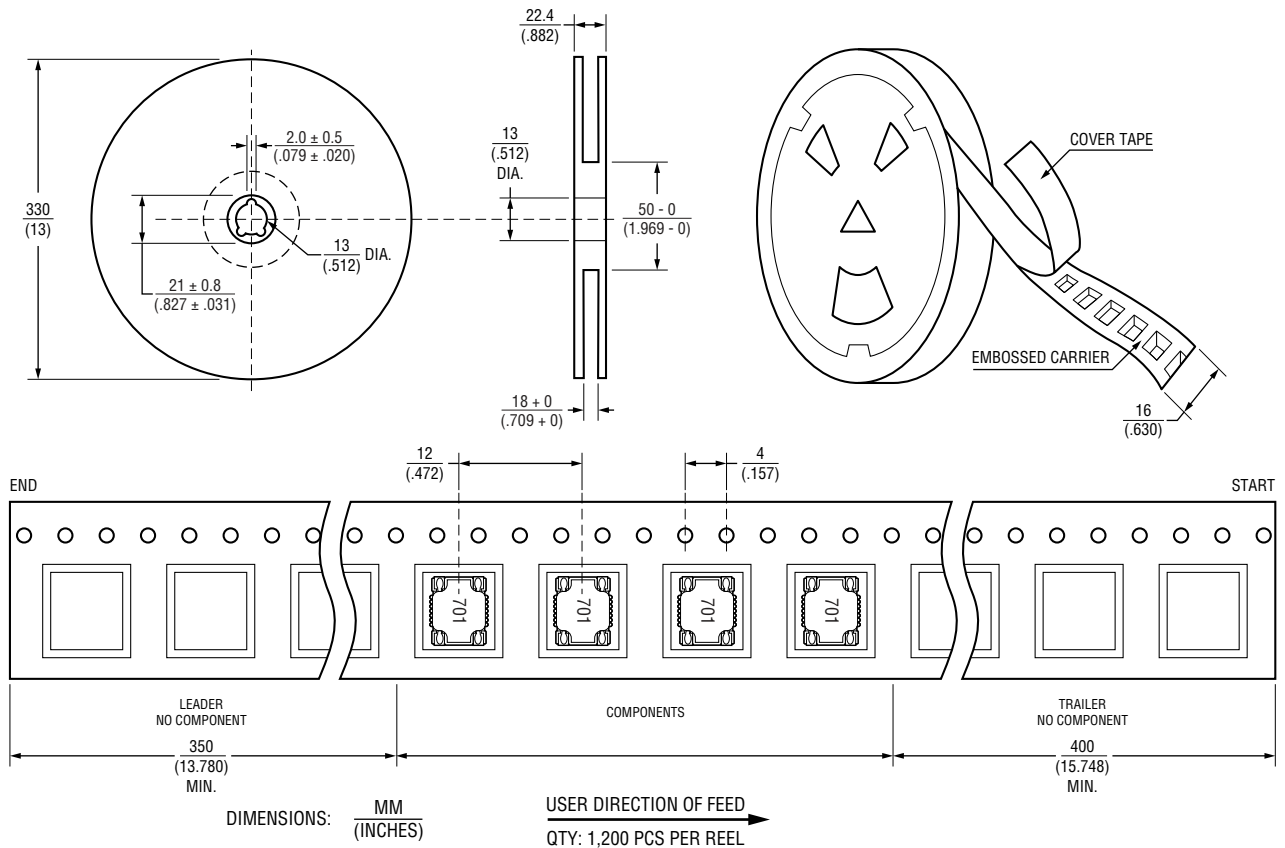 22.4
(.882)
2.0 ± 0.5
(.079 ± .020)
13
(.512)
DIA.
COVER TAPE
330
(13)
50 - 0
(1.969 - 0)
13
(.512)
DIA.
21 ± 0.8
(.827 ± .031)
EMBOSSED CARRIER
18 + 0
(.709 + 0)
16
(.630)
12
(.472)
4
(.157)
END
START
701
701
701
701
LEADER
NO COMPONENT
COMPONENTS
TRAILER
NO COMPONENT
350
(13.780)
MIN.
400
(15.748)
MIN.
DIMENSIONS:
MM
(INCHES)
USER DIRECTION OF FEED
QTY: 1,200 PCS PER REEL